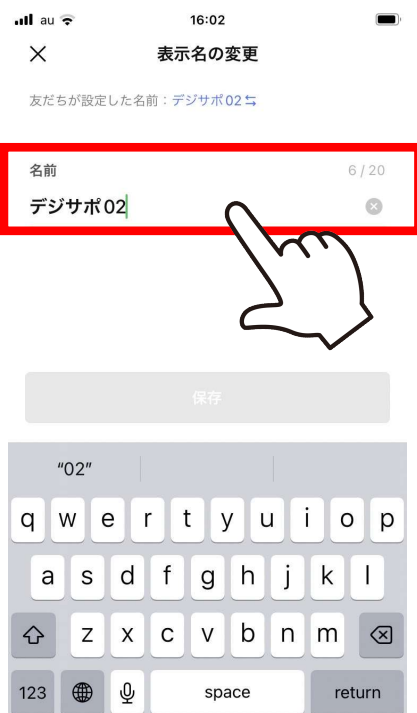 au 16:02
表示名の変更
友だちが設定した名前：デジサポ02
名前 6/20
デジサポ02
保存
“02”
q w e r t y u i o p
a s d f g h j k l
z x c v b n m
123 space return